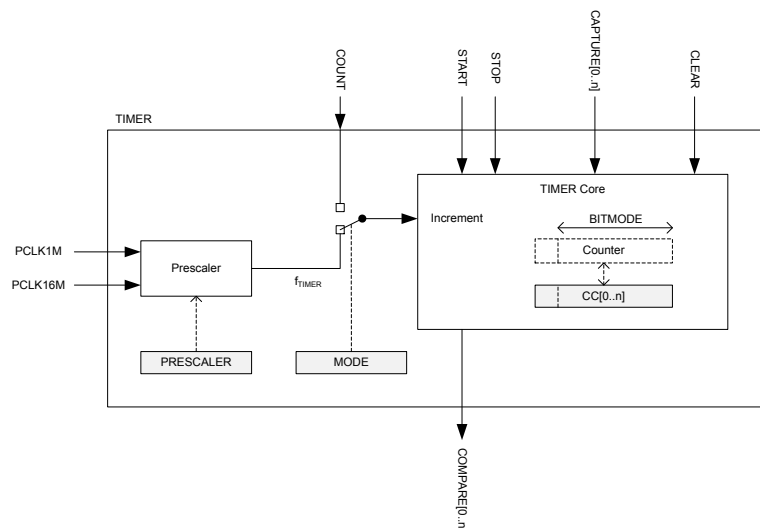 COUNT
START
STOP
CAPTURE[0..n]
CLEAR
TIMER
TIMER Core
Increment
BITMODE
Counter
CC[0..n]
PCLK1M
PCLK16M
Prescaler
fTIMER
PRESCALER
MODE
COMPARE[0..n